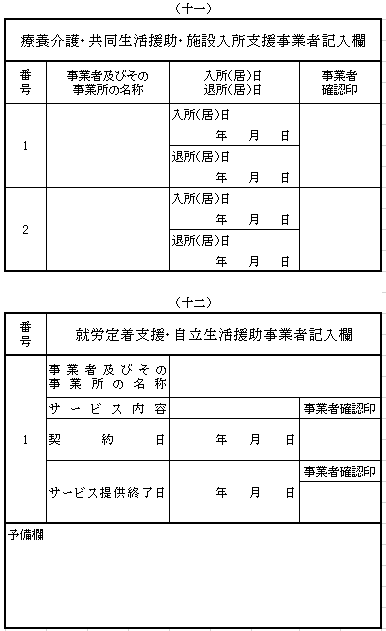 （十一）
療養介護・共同生活援助・施設入所支援事業者記入欄
番号
事業者及びその
事業所の名称
入所(居)日
退所(居)日
事業者
確認印
1
入所(居)日
年 月 日
退所(居)日
年 月 日
2
入所(居)日
年 月 日
退所(居)日
年 月 日
（十二）
番号
就労定着支援・自立生活援助事業者記入欄
1
事業者及びその
事業所の名称
サービス内容
事業者確認印
契約日
年 月 日
事業者確認印
サービス提供終了日
年 月 日
予備欄